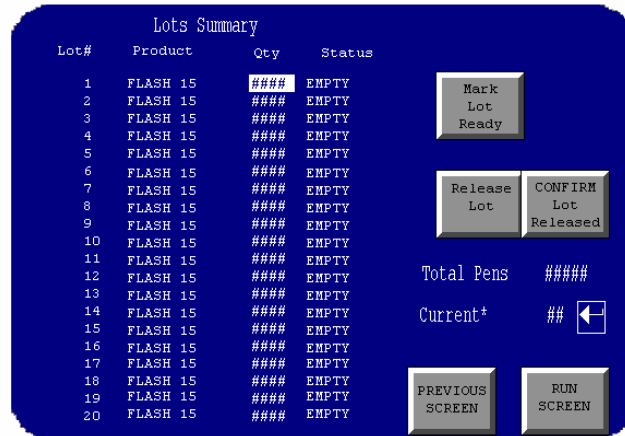 Lots Summary
Lot# Product Qty Status
1 FLASH 15 #### EMPTY
2 FLASH 15 #### EMPTY
3 FLASH 15 #### EMPTY
4 FLASH 15 #### EMPTY
5 FLASH 15 #### EMPTY
6 FLASH 15 #### EMPTY
7 FLASH 15 #### EMPTY
8 FLASH 15 #### EMPTY
9 FLASH 15 #### EMPTY
10 FLASH 15 #### EMPTY
11 FLASH 15 #### EMPTY
12 FLASH 15 #### EMPTY
13 FLASH 15 #### EMPTY
14 FLASH 15 #### EMPTY
15 FLASH 15 #### EMPTY
16 FLASH 15 #### EMPTY
17 FLASH 15 #### EMPTY
18 FLASH 15 #### EMPTY
19 FLASH 15 #### EMPTY
20 FLASH 15 #### EMPTY
Mark
Lot
Ready
Release
Lot
CONFIRM
Lot
Released
Total Pens #####
Current# ##
PREVIOUS
SCREEN
RUN
SCREEN